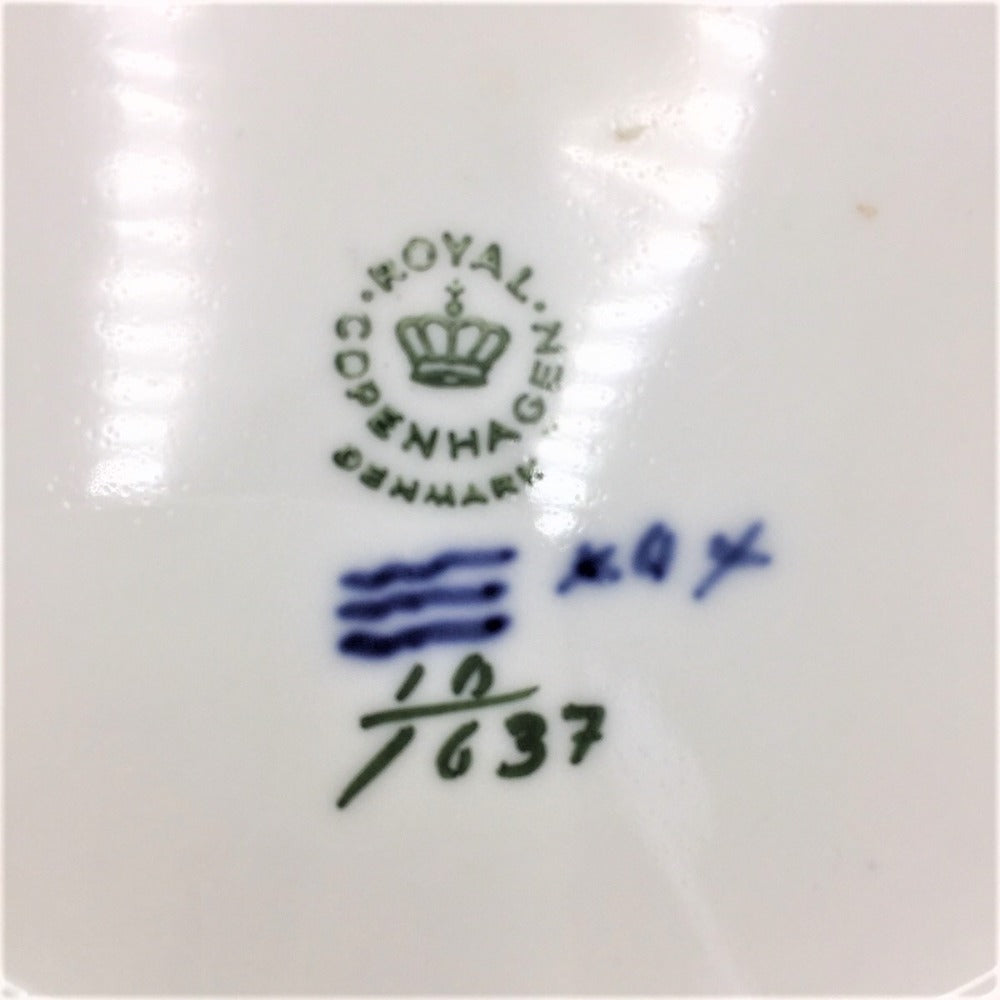 ROYAL
COPENHAGEN
DENMARK
10
1637